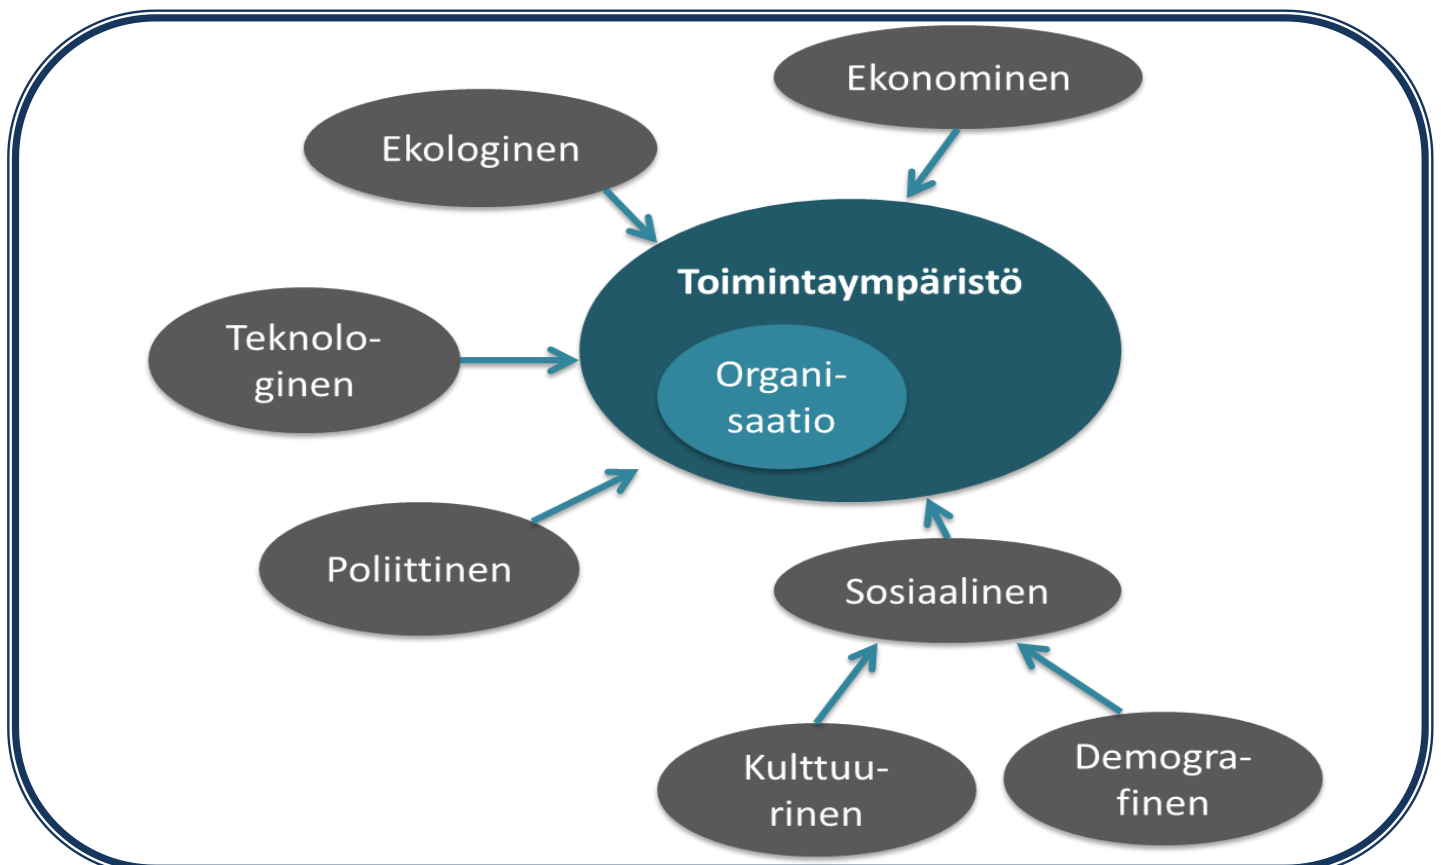 Ekonominen
Ekologinen
Toimintaympäristö
Teknolo-
ginen
Organi-
saatio
Poliittinen
Sosiaalinen
Kulttuu-
rinen
Demogra-
finen